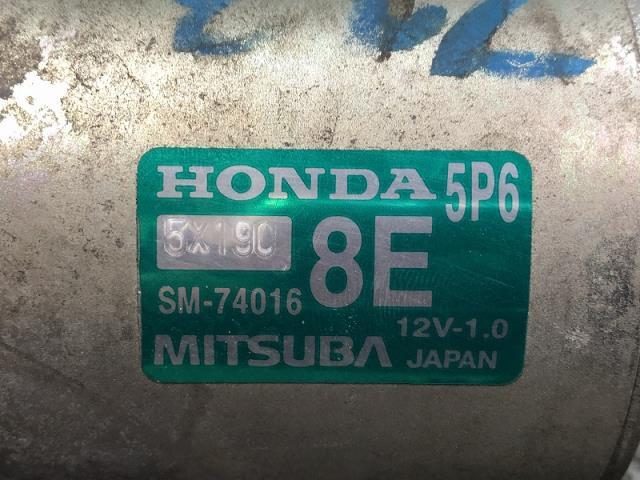 HONDA 5P6
5X190 8E
SM-74016
12V-1.0
MITSUBA JAPAN